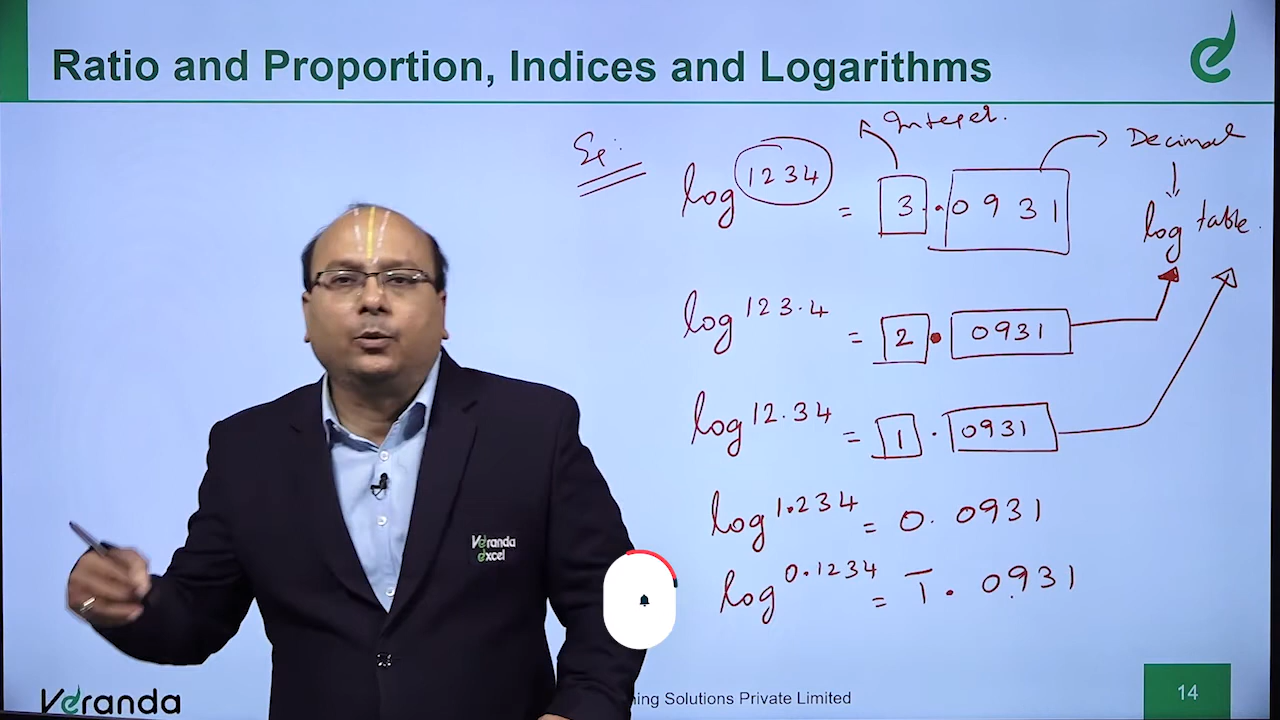 Ratio and Proportion, Indices and Logarithms
Ex:
Integer.
Decimal
log 1234 = 3.0931
log table.
log 123.4 = 2.0931
log 12.34 = 1.0931
log 1.234 = 0.0931
log 0.1234 = 1̅.0931
Veranda
excel
Veranda
ning Solutions Private Limited
14